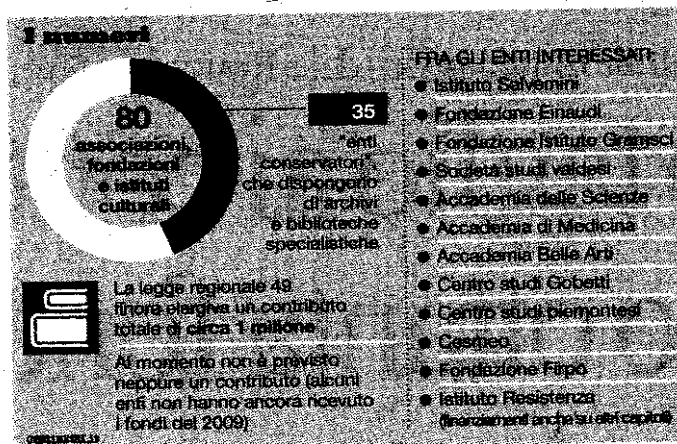 I numeri
80
associazioni,
fondazioni
e istituti
culturali
35
"enti
conservatori",
che dispongono
di archivi
e biblioteche
specialistiche
La legge regionale 49
finora elargiva un contributo
totale di circa 1 milione
Al momento non è previsto
neppure un contributo (alcuni
enti non hanno ancora ricevuto
i fondi del 2009)
FRA GLI ENTI INTERESSATI:
● Istituto Salvemini
● Fondazione Einaudi
● Fondazione Istituto Gramsci
● Società studi valdesi
● Accademia delle Scienze
● Accademia di Medicina
● Accademia Belle Arti
● Centro studi Gobetti
● Centro studi piemontesi
● Cesmeo
● Fondazione Firpo
● Istituto Resistenza
(finanziamenti anche su altri capitoli)